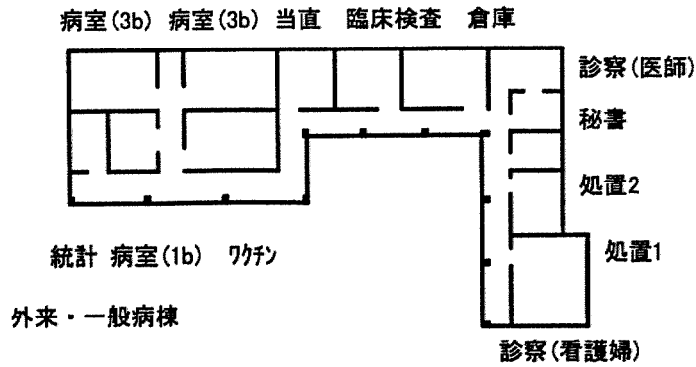 病室(3b) 病室(3b) 当直 臨床検査 倉庫
診察(医師)
秘書
処置2
処置1
統計 病室(1b) ワクチン
外来・一般病棟
診察(看護婦)